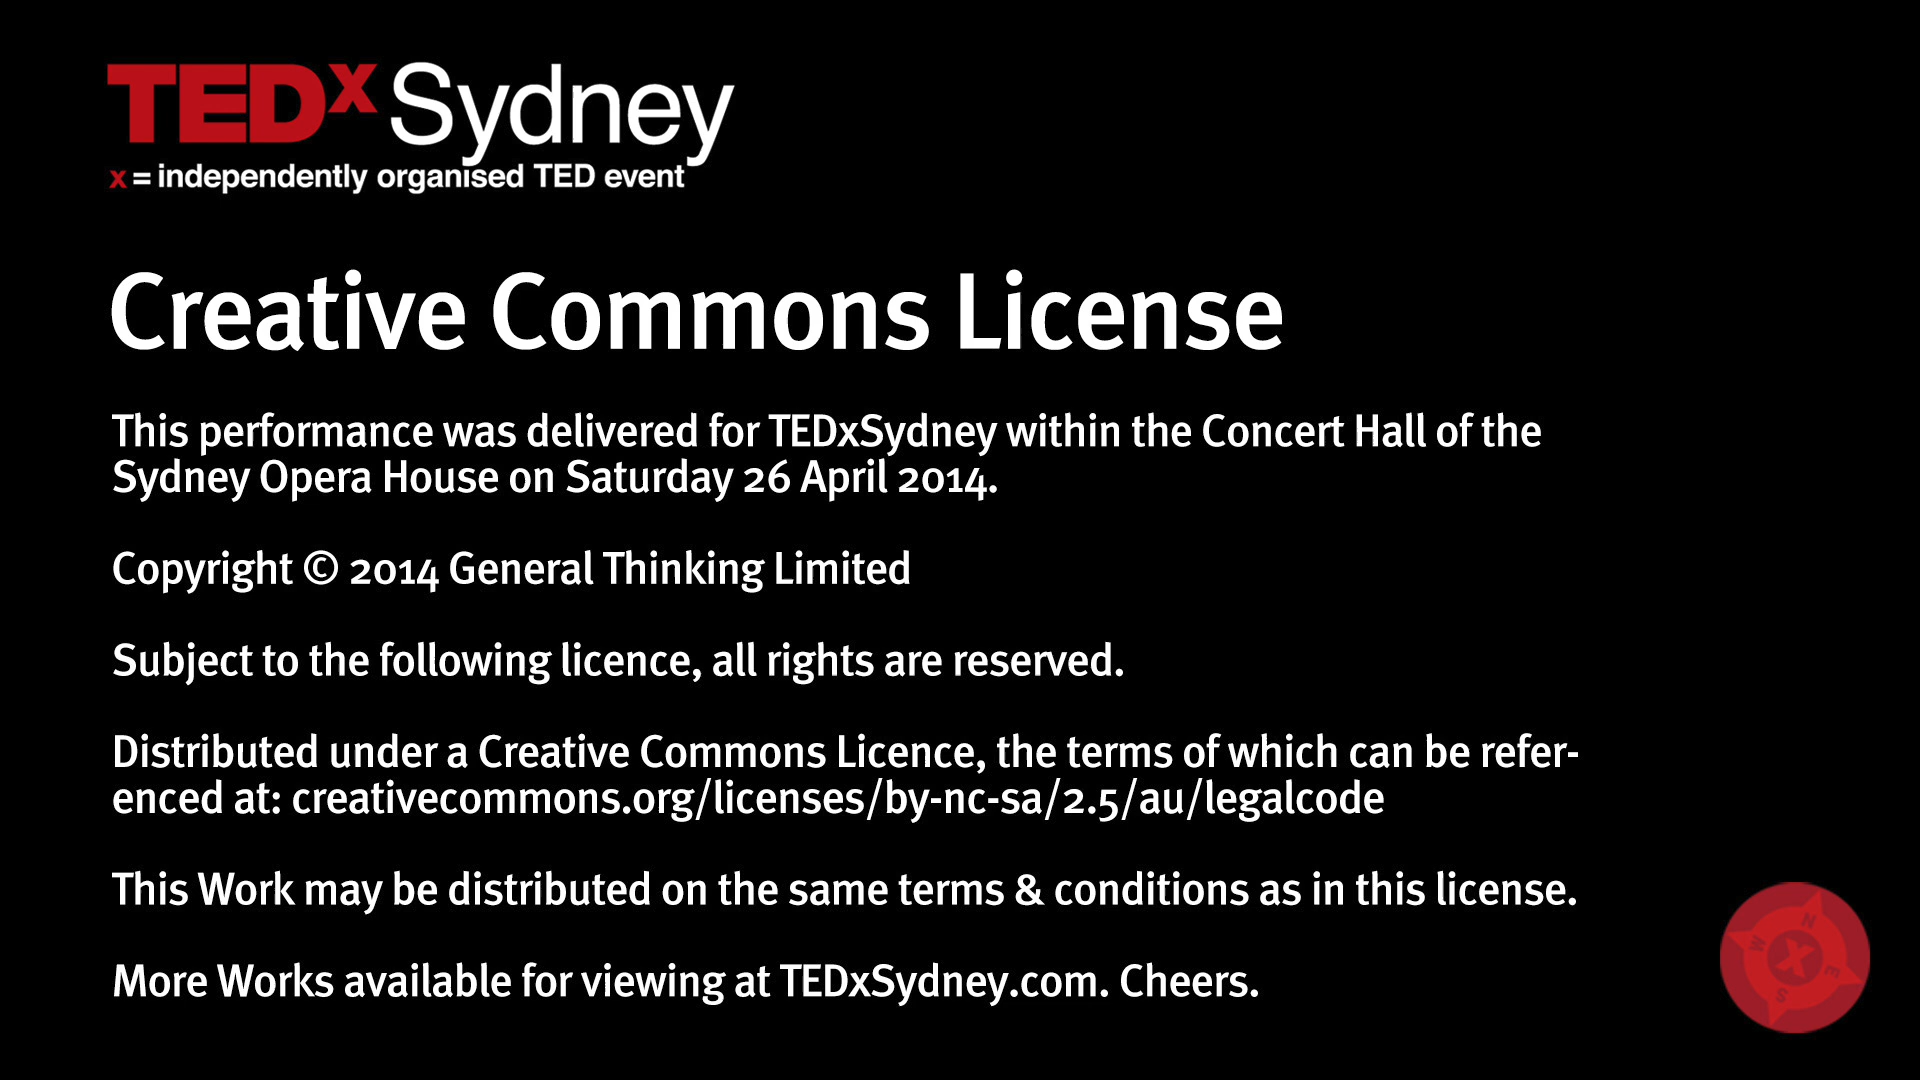 TEDx Sydney
x = independently organised TED event
Creative Commons License
This performance was delivered for TEDxSydney within the Concert Hall of the
Sydney Opera House on Saturday 26 April 2014.
Copyright © 2014 General Thinking Limited
Subject to the following licence, all rights are reserved.
Distributed under a Creative Commons Licence, the terms of which can be refer-
enced at: creativecommons.org/licenses/by-nc-sa/2.5/au/legalcode
This Work may be distributed on the same terms & conditions as in this license.
More Works available for viewing at TEDxSydney.com. Cheers.
N
W
X
E
S